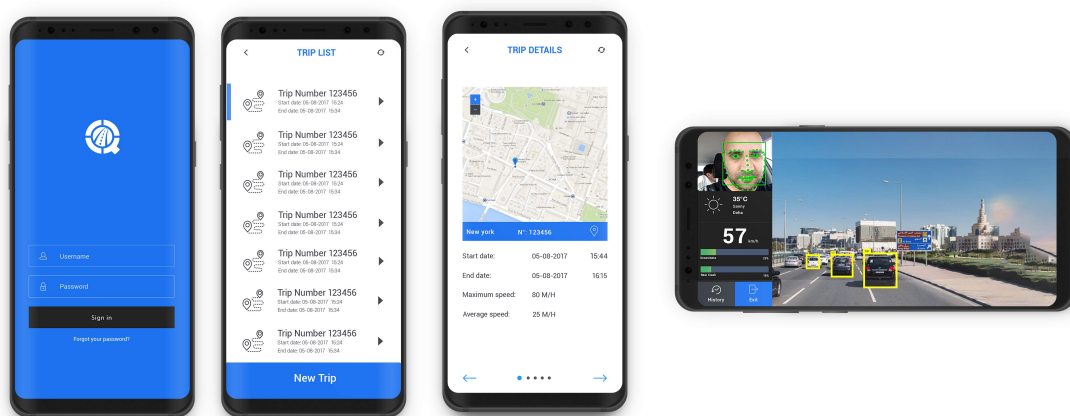 Username
Password
Sign in
Forgot your password?
TRIP LIST
Trip Number 123456
Start date: 05-08-2017 15:24
End date: 05-08-2017 15:34
Trip Number 123456
Start date: 05-08-2017 15:24
End date: 05-08-2017 15:34
Trip Number 123456
Start date: 05-08-2017 15:24
End date: 05-08-2017 15:34
Trip Number 123456
Start date: 05-08-2017 15:24
End date: 05-08-2017 15:34
Trip Number 123456
Start date: 05-08-2017 15:24
End date: 05-08-2017 15:34
Trip Number 123456
Start date: 05-08-2017 15:24
End date: 05-08-2017 15:34
Trip Number 123456
Start date: 05-08-2017 15:24
End date: 05-08-2017 15:34
New Trip
TRIP DETAILS
+
−
New york N°: 123456
Start date: 05-08-2017 15:44
End date: 05-08-2017 16:15
Maximum speed: 80 M/H
Average speed: 25 M/H
35°C
Sunny
Doha
57 km/h
Drowsiness
History
Exit